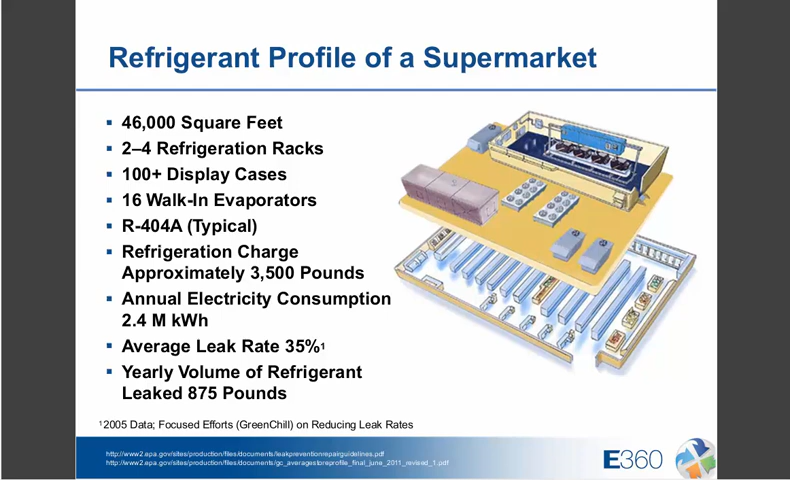 Refrigerant Profile of a Supermarket
▪ 46,000 Square Feet
▪ 2–4 Refrigeration Racks
▪ 100+ Display Cases
▪ 16 Walk-In Evaporators
▪ R-404A (Typical)
▪ Refrigeration Charge
Approximately 3,500 Pounds
▪ Annual Electricity Consumption
2.4 M kWh
▪ Average Leak Rate 35%¹
▪ Yearly Volume of Refrigerant
Leaked 875 Pounds
¹ 2005 Data; Focused Efforts (GreenChill) on Reducing Leak Rates
http://www2.epa.gov/sites/production/files/documents/leakpreventionrepairguidelines.pdf
http://www2.epa.gov/sites/production/files/documents/gc_averagestoreprofile_final_june_2011_revised_1.pdf
E360